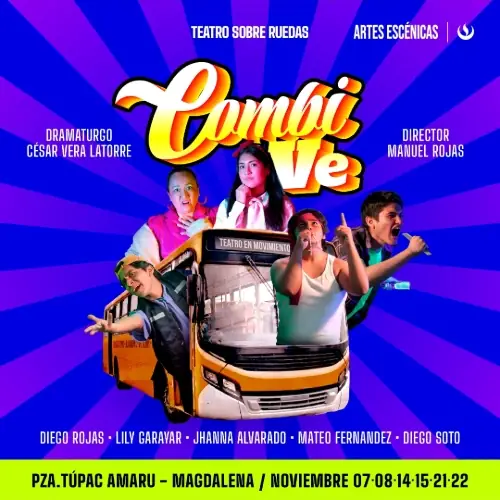 TEATRO SOBRE RUEDAS
ARTES ESCÉNICAS
Combi
Ve
DRAMATURGO
CÉSAR VERA LATORRE
DIRECTOR
MANUEL ROJAS
TEATRO EN MOVIMIENTO
DIEGO ROJAS • LILY GARAYAR • JHANNA ALVARADO • MATEO FERNANDEZ • DIEGO SOTO
PZA.TÚPAC AMARU - MAGDALENA / NOVIEMBRE 07•08•14•15•21•22